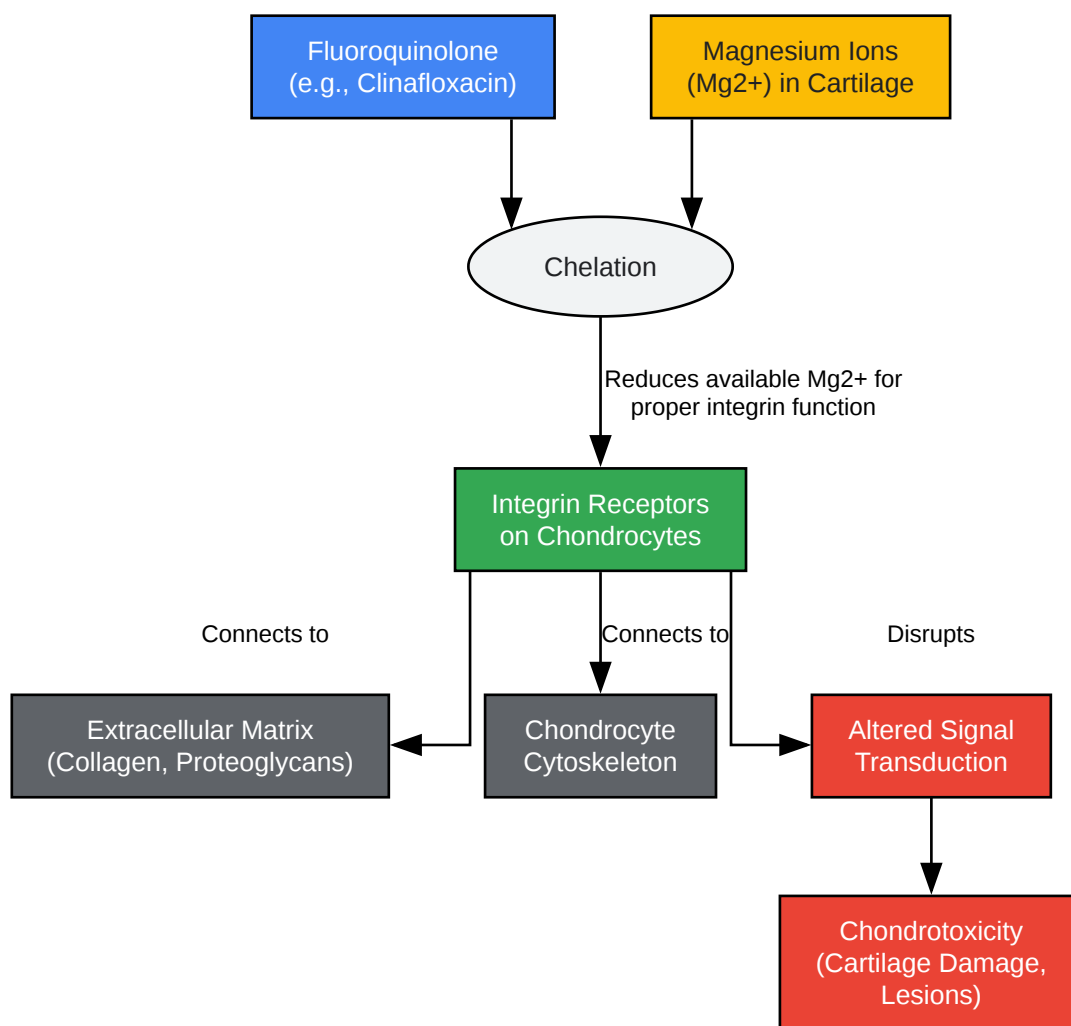 Fluoroquinolone
(e.g., Clinafloxacin)
Magnesium Ions
(Mg2+) in Cartilage
Chelation
Reduces available Mg2+ for
proper integrin function
Integrin Receptors
on Chondrocytes
Connects to
Connects to
Disrupts
Extracellular Matrix
(Collagen, Proteoglycans)
Chondrocyte
Cytoskeleton
Altered Signal
Transduction
Chondrotoxicity
(Cartilage Damage,
Lesions)